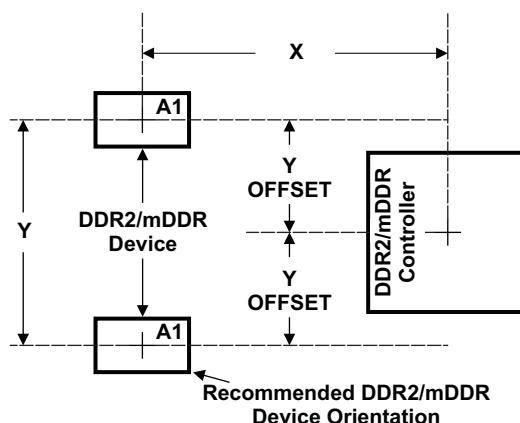 X
A1
Y
OFFSET
DDR2/mDDR
Device
Y
DDR2/mDDR
Controller
Y
OFFSET
A1
Recommended DDR2/mDDR
Device Orientation